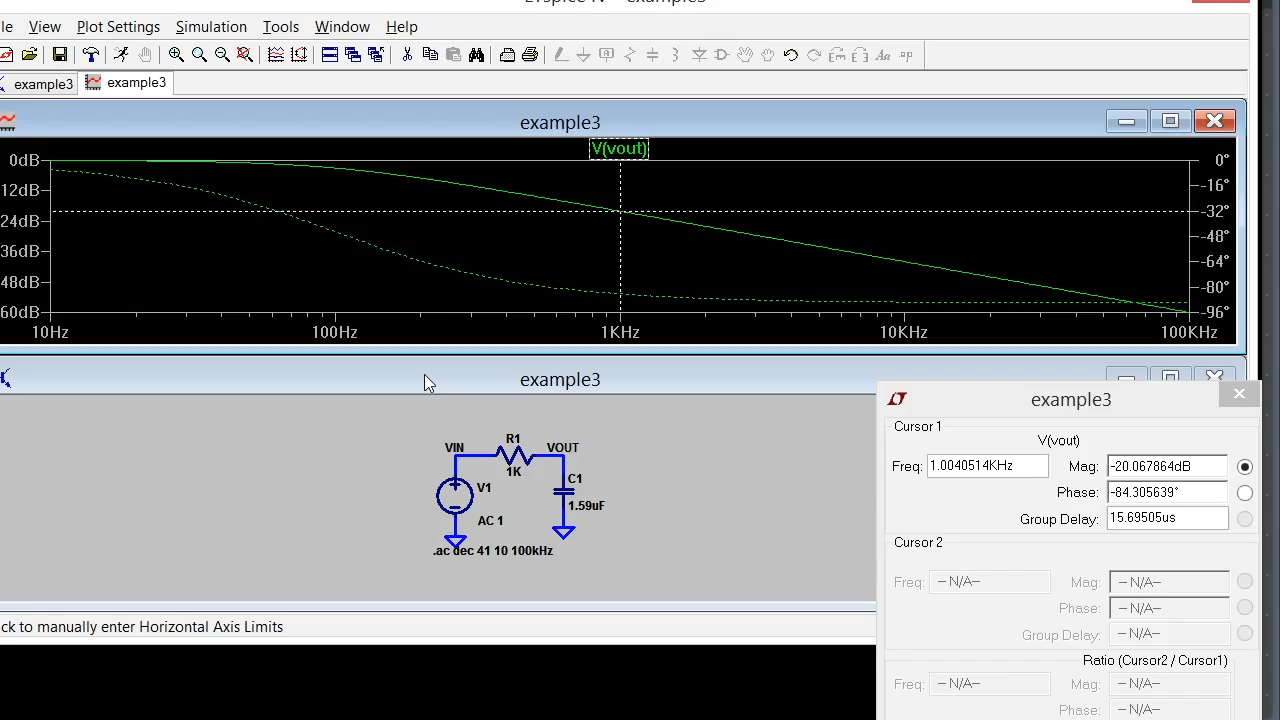 View Plot Settings Simulation Tools Window Help
example3 example3
example3
V(vout)
0dB 0°
12dB -16°
24dB -32°
36dB -48°
-64°
48dB -80°
60dB -96°
10Hz 100Hz 1KHz 10KHz 100KHz
example3
VIN R1 VOUT
1K
V1 C1
1.59uF
AC 1
.ac dec 41 10 100kHz
ck to manually enter Horizontal Axis Limits
example3
Cursor 1
V(vout)
Freq: 1.0040514KHz Mag: -20.067864dB
Phase: -84.305639°
Group Delay: 15.69505us
Cursor 2
Freq: -- N/A-- Mag: -- N/A--
Phase: -- N/A--
Group Delay: -- N/A--
Ratio (Cursor2 / Cursor1)
Freq: -- N/A-- Mag: -- N/A--
Phase: -- N/A--